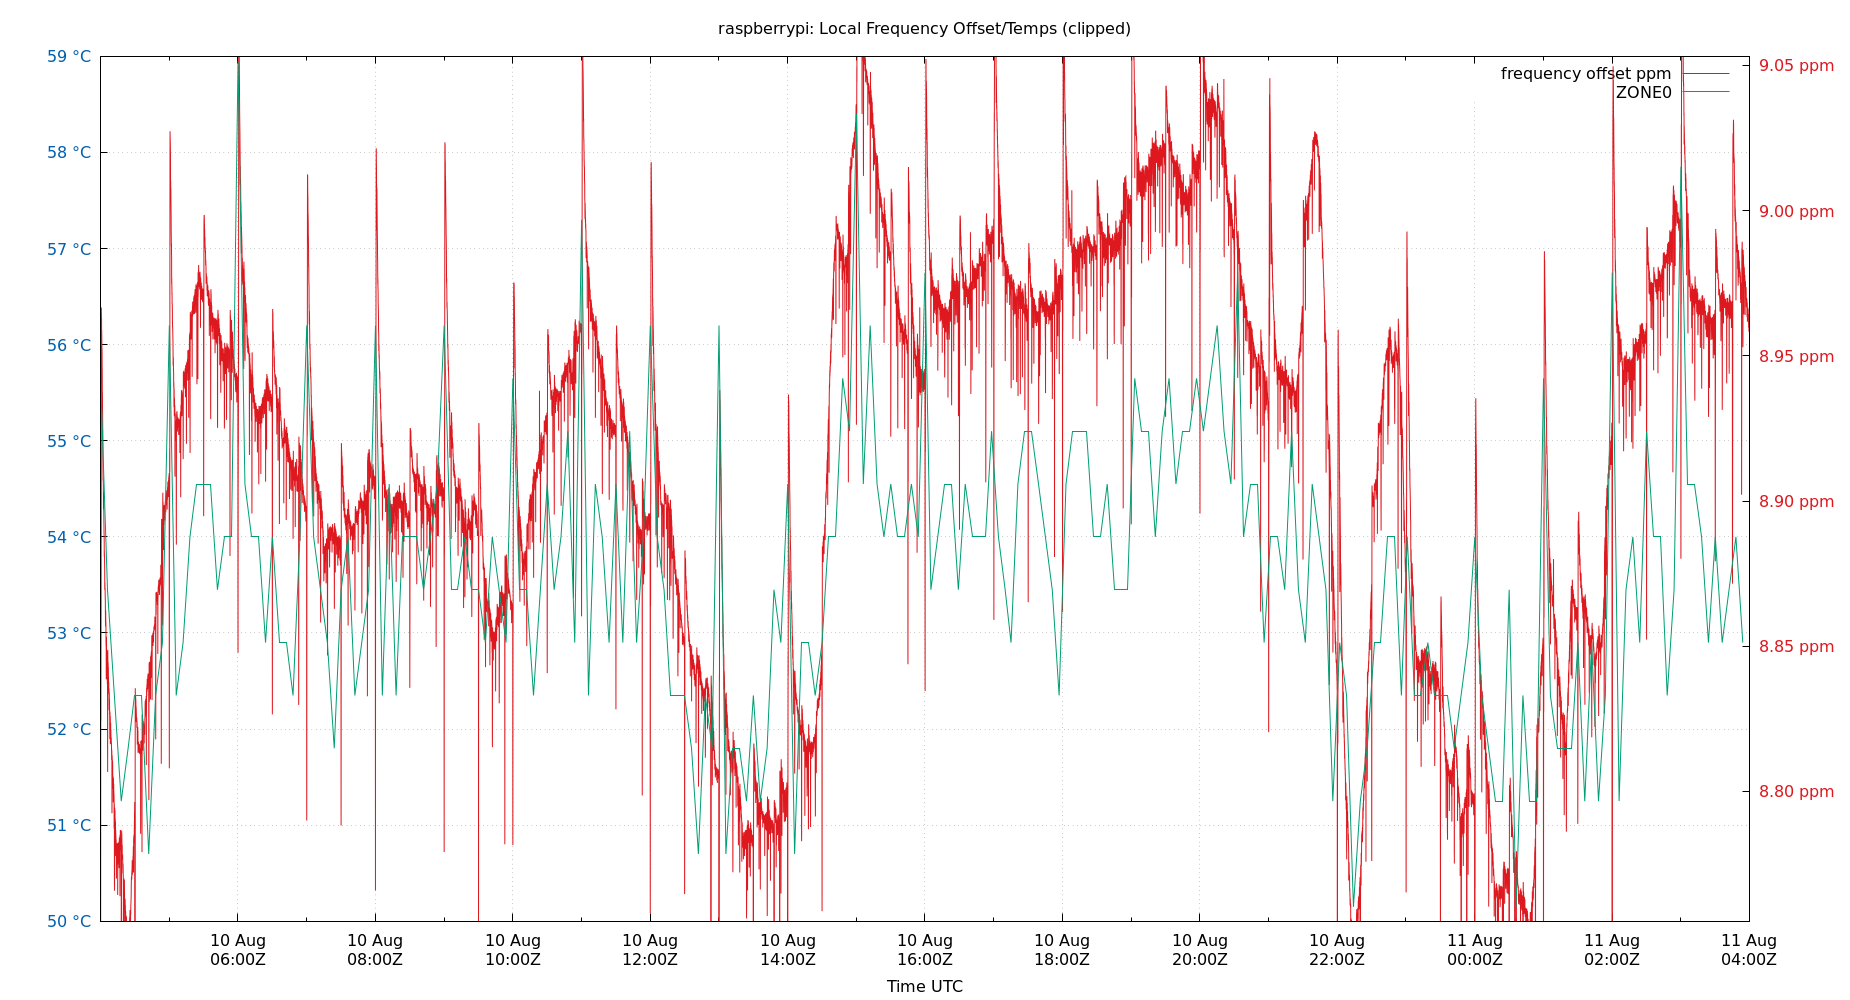 raspberrypi: Local Frequency Offset/Temps (clipped)
59 °C
58 °C
57 °C
56 °C
55 °C
54 °C
53 °C
52 °C
51 °C
50 °C
frequency offset ppm
ZONE0
9.05 ppm
9.00 ppm
8.95 ppm
8.90 ppm
8.85 ppm
8.80 ppm
10 Aug
06:00Z
10 Aug
08:00Z
10 Aug
10:00Z
10 Aug
12:00Z
10 Aug
14:00Z
10 Aug
16:00Z
10 Aug
18:00Z
10 Aug
20:00Z
10 Aug
22:00Z
11 Aug
00:00Z
11 Aug
02:00Z
11 Aug
04:00Z
Time UTC